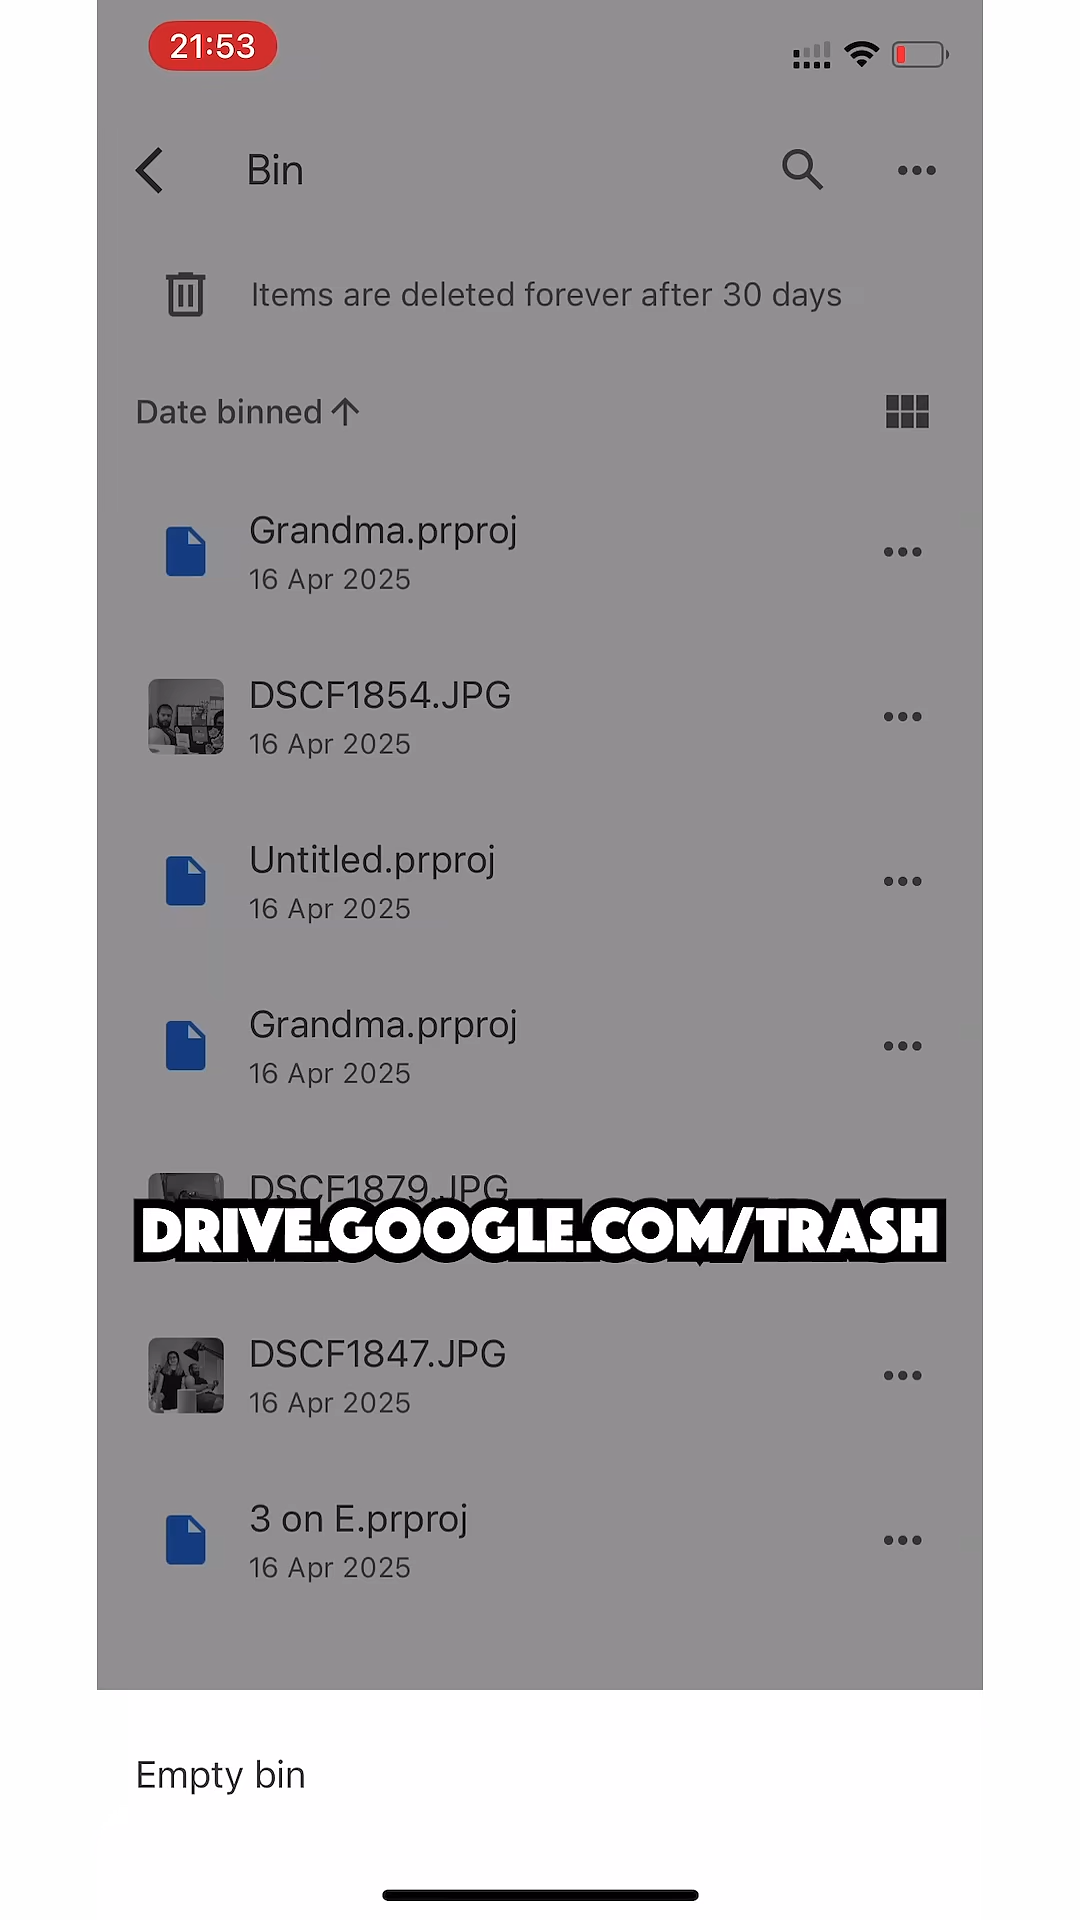 21:53
Bin
Items are deleted forever after 30 days
Date binned
Grandma.prproj
16 Apr 2025
DSCF1854.JPG
16 Apr 2025
Untitled.prproj
16 Apr 2025
Grandma.prproj
16 Apr 2025
DSCF1879.JPG
DRIVE.GOOGLE.COM/TRASH
DSCF1847.JPG
16 Apr 2025
3 on E.prproj
16 Apr 2025
Empty bin